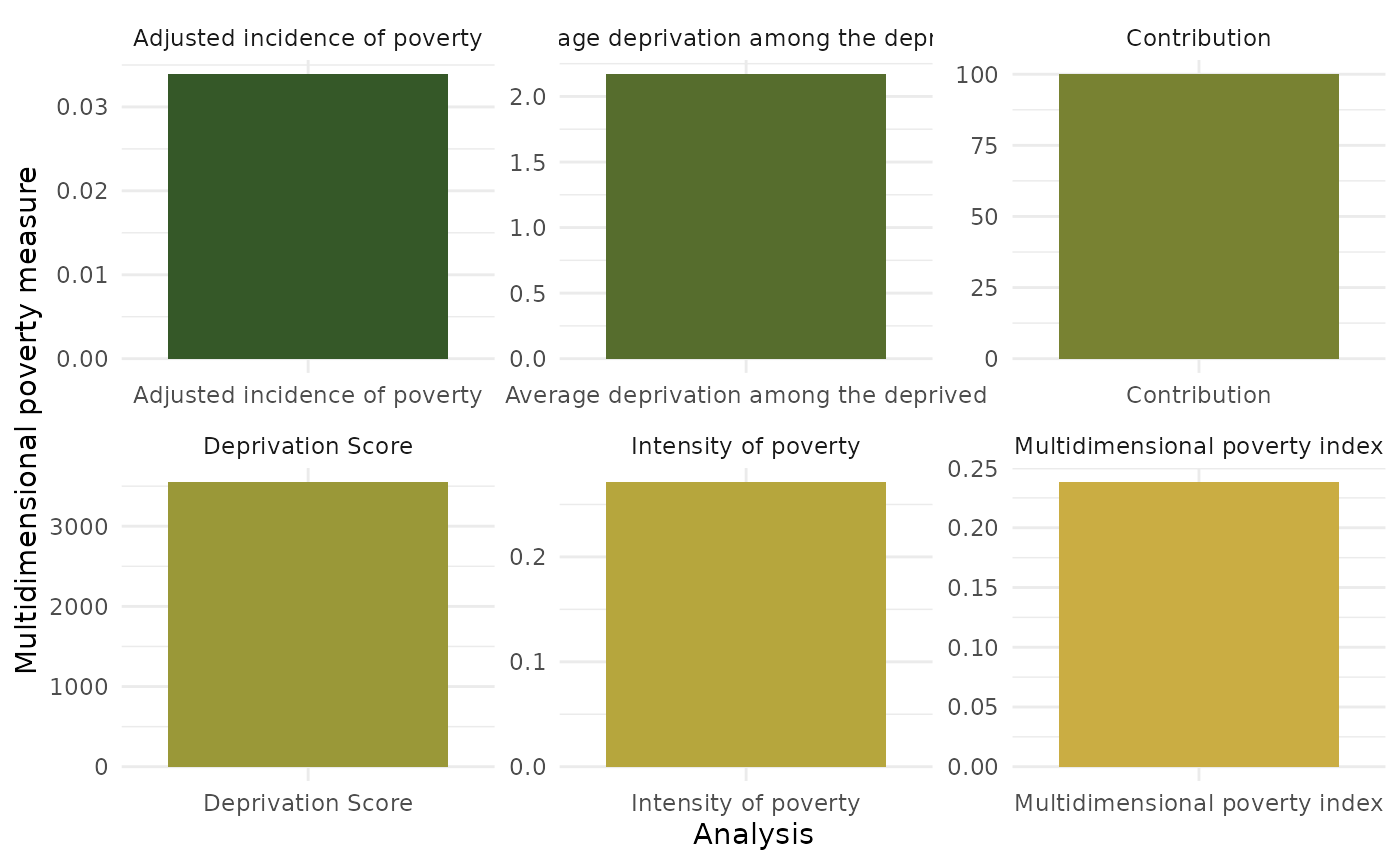 Adjusted incidence of poverty
age deprivation among the depr
Contribution
0.03
0.02
0.01
0.00
2.0
1.5
1.0
0.5
0.0
100
75
50
25
0
Adjusted incidence of poverty
Average deprivation among the deprived
Contribution
Multidimensional poverty measure
Deprivation Score
Intensity of poverty
Multidimensional poverty index
3000
2000
1000
0
0.2
0.1
0.0
0.25
0.20
0.15
0.10
0.05
0.00
Deprivation Score
Intensity of poverty
Multidimensional poverty index
Analysis